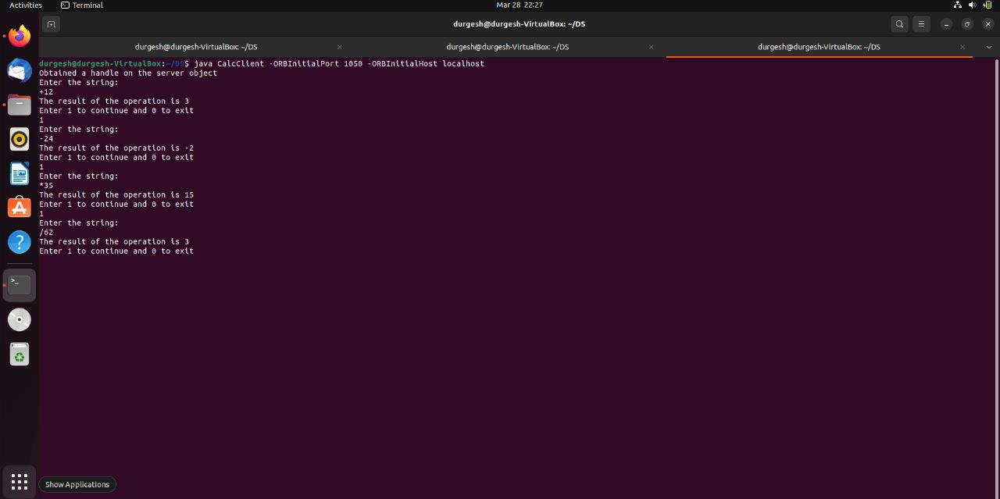 Activities
Terminal
Mar 28 22:27
durgesh@durgesh-VirtualBox: ~/DS
durgesh@durgesh-VirtualBox: ~/DS
durgesh@durgesh-VirtualBox: ~/DS
durgesh@durgesh-VirtualBox: ~/DS
durgesh@durgesh-VirtualBox:~/DS$ java CalcClient -ORBInitialPort 1050 -ORBInitialHost localhost
Obtained a handle on the server object
Enter the string:
+12
The result of the operation is 3
Enter 1 to continue and 0 to exit
1
Enter the string:
-24
The result of the operation is -2
Enter 1 to continue and 0 to exit
1
Enter the string:
*35
The result of the operation is 15
Enter 1 to continue and 0 to exit
1
Enter the string:
/62
The result of the operation is 3
Enter 1 to continue and 0 to exit
Show Applications